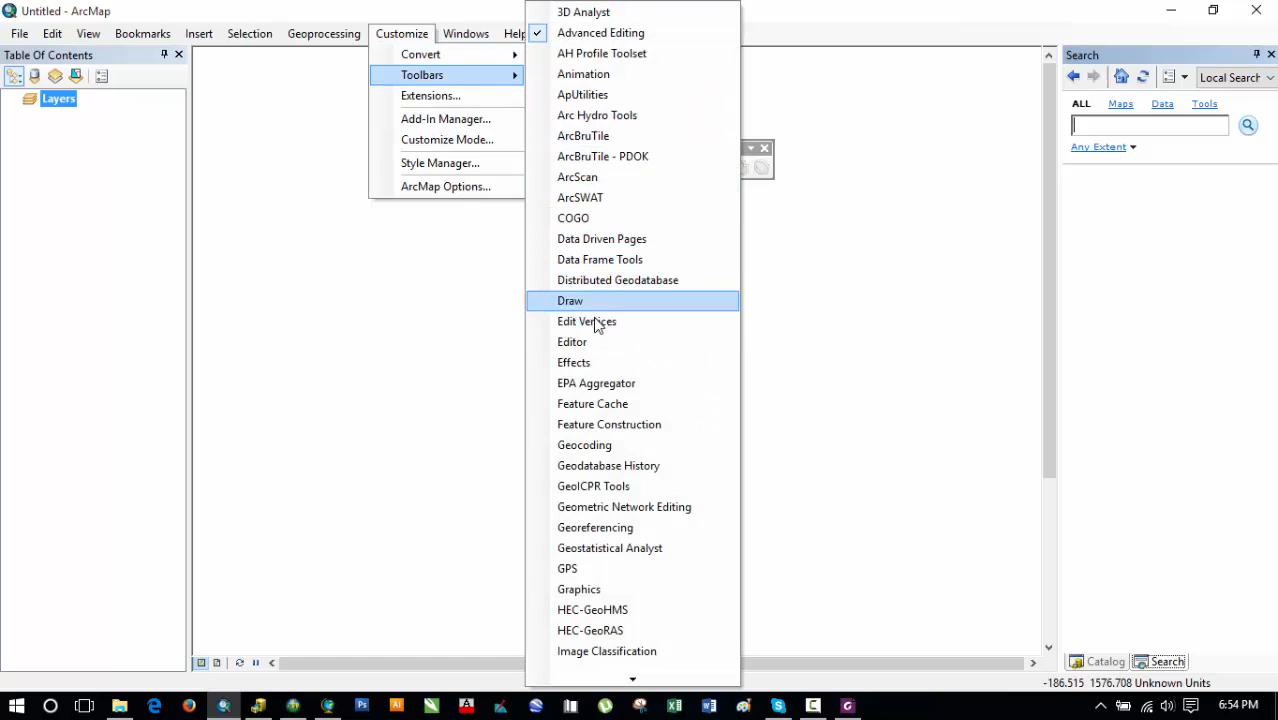 Untitled - ArcMap
File Edit View Bookmarks Insert Selection Geoprocessing Customize Windows Help
Table Of Contents
Layers
Convert
Toolbars
Extensions...
Add-In Manager...
Customize Mode...
Style Manager...
ArcMap Options...
3D Analyst
Advanced Editing
AH Profile Toolset
Animation
ApUtilities
Arc Hydro Tools
ArcBruTile
ArcBruTile - PDOK
ArcScan
ArcSWAT
COGO
Data Driven Pages
Data Frame Tools
Distributed Geodatabase
Draw
Edit Vertices
Editor
Effects
EPA Aggregator
Feature Cache
Feature Construction
Geocoding
Geodatabase History
GeoICPR Tools
Geometric Network Editing
Georeferencing
Geostatistical Analyst
GPS
Graphics
HEC-GeoHMS
HEC-GeoRAS
Image Classification
Search
Local Search
ALL Maps Data Tools
Any Extent
Catalog Search
-186.515 1576.708 Unknown Units
6:54 PM